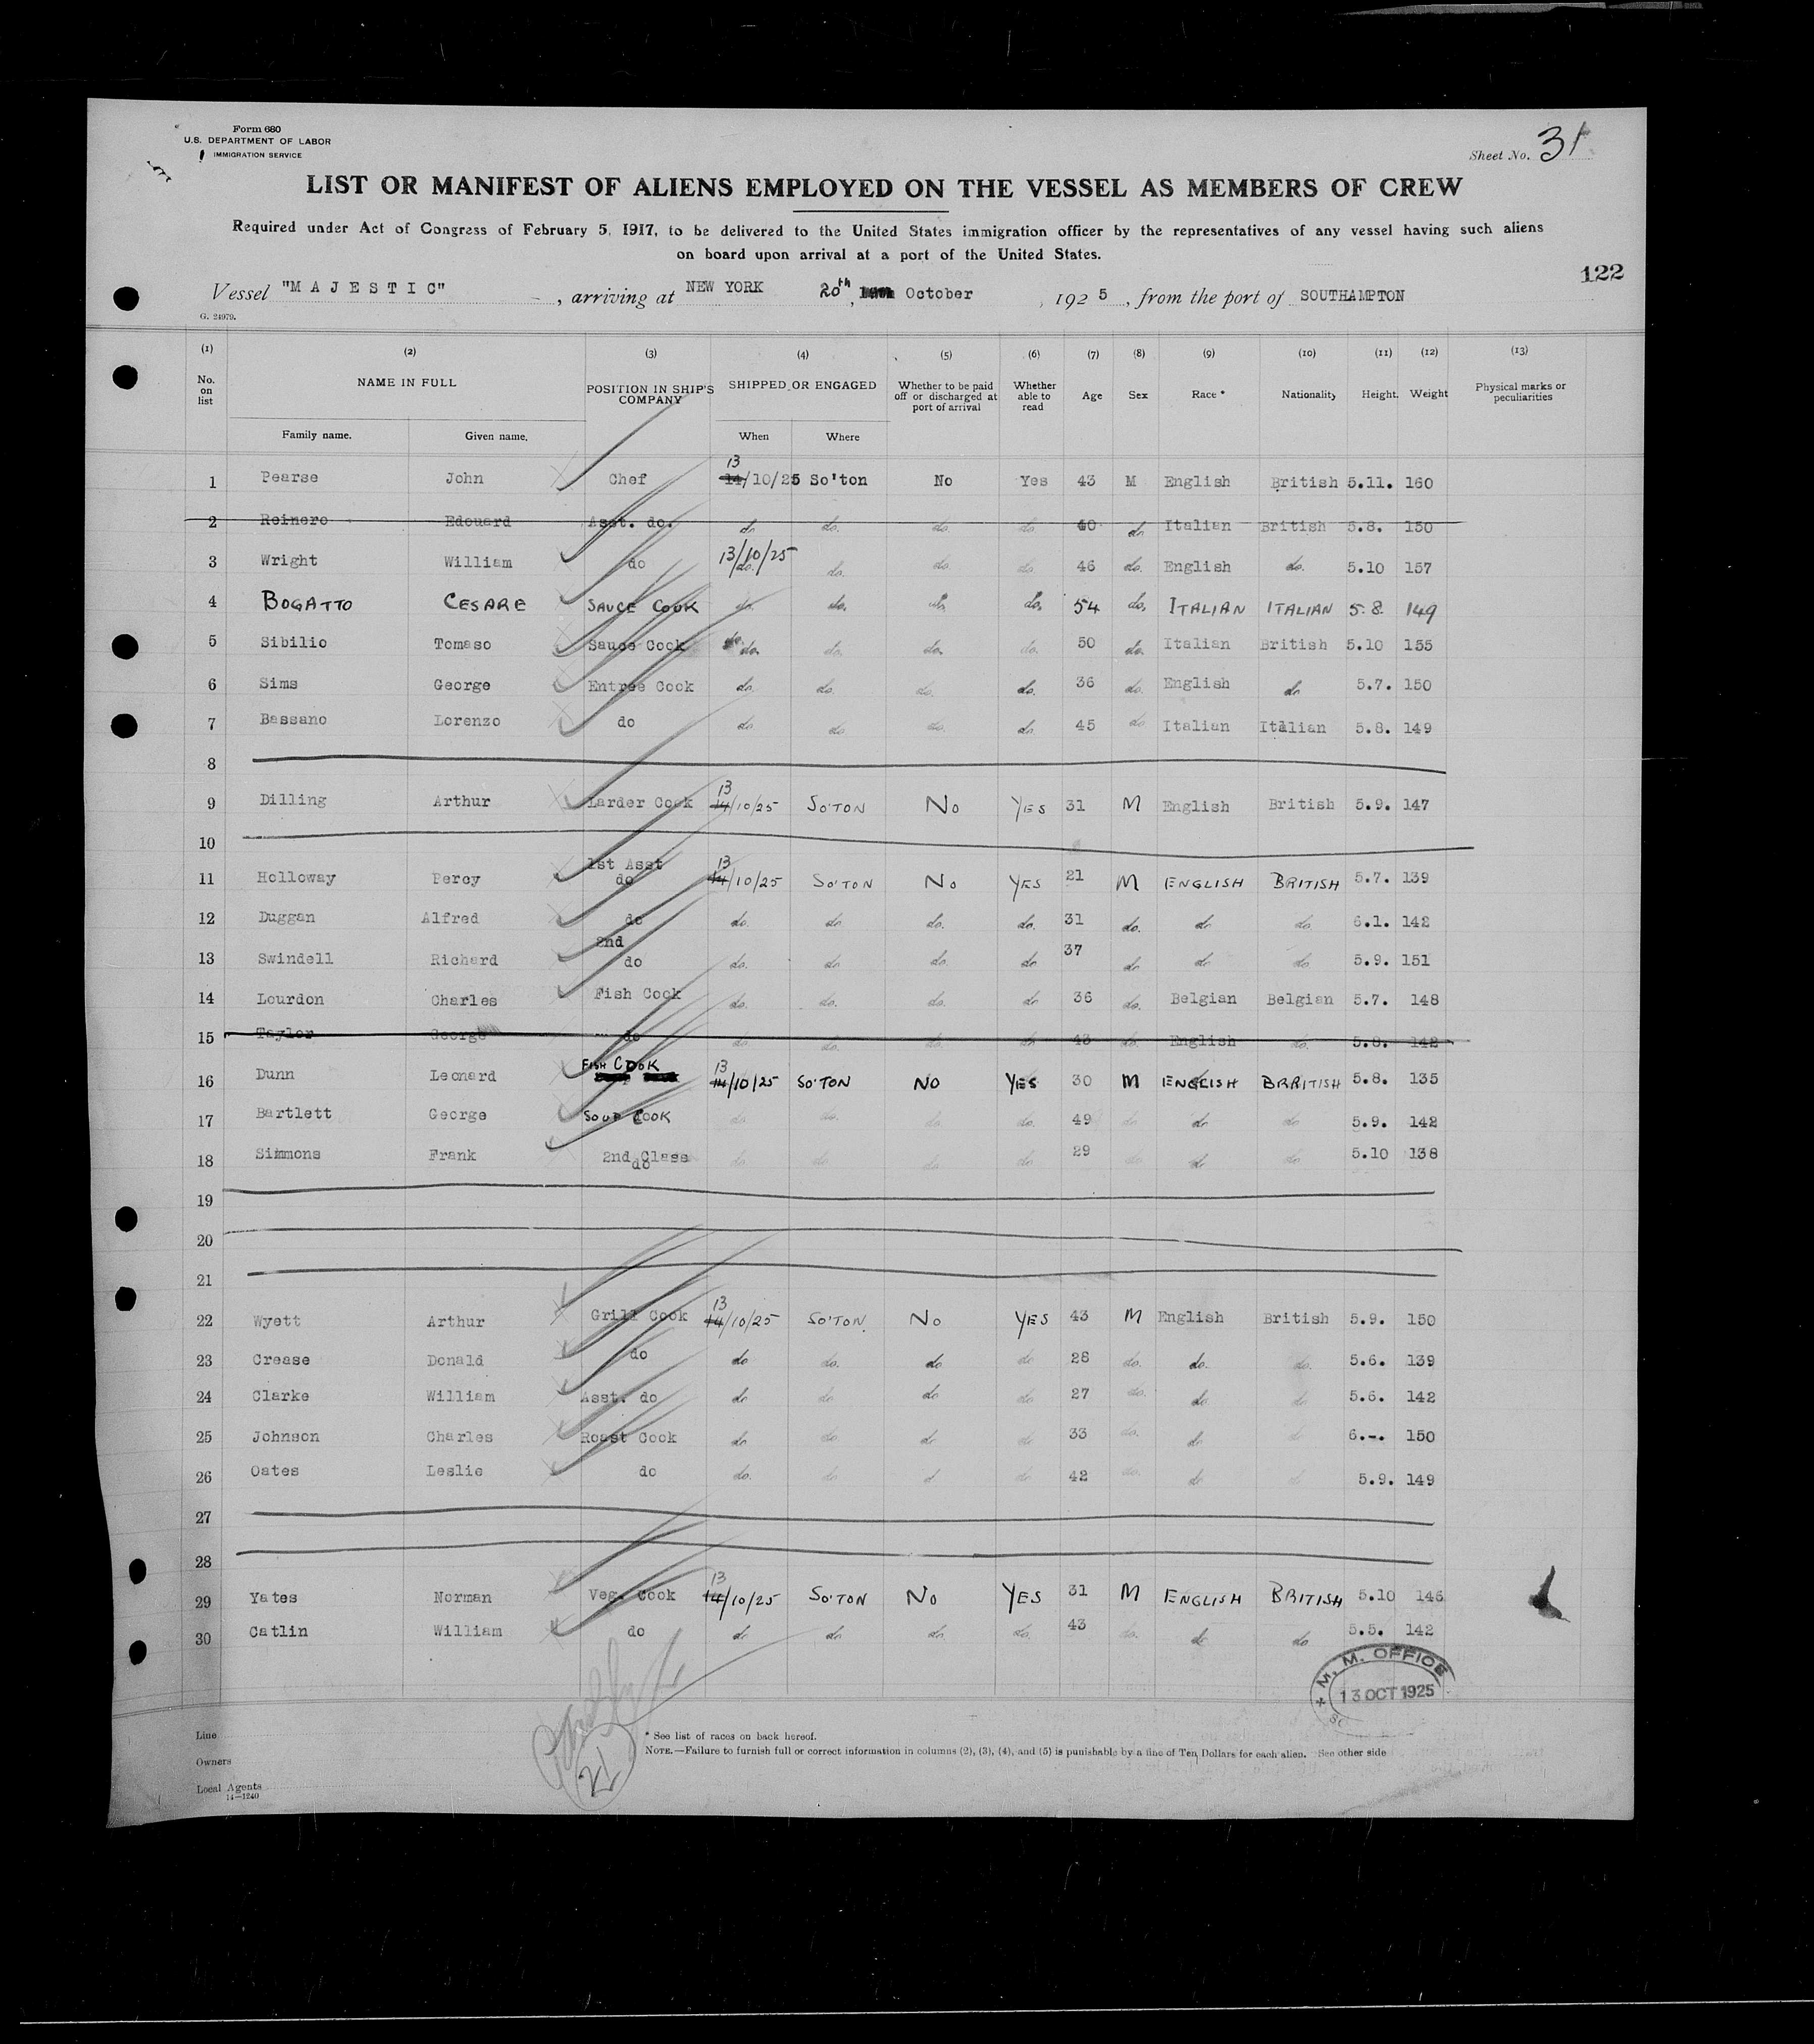 Form 680
U.S. DEPARTMENT OF LABOR
IMMIGRATION SERVICE
Sheet No. 31
LIST OR MANIFEST OF ALIENS EMPLOYED ON THE VESSEL AS MEMBERS OF CREW
Required under Act of Congress of February 5, 1917, to be delivered to the United States immigration officer by the representatives of any vessel having such aliens
on board upon arrival at a port of the United States.
122
Vessel "MAJESTIC", arriving at NEW YORK 20th, October, 1925, from the port of SOUTHAMPTON
G. 24979.
(1) (2) (3) (4) (5) (6) (7) (8) (9) (10) (11) (12) (13)
No. on list NAME IN FULL POSITION IN SHIP'S COMPANY SHIPPED OR ENGAGED Whether to be paid off or discharged at port of arrival Whether able to read Age Sex Race * Nationality Height. Weight Physical marks or peculiarities
Family name. Given name. When Where
1 Pearse John Chef 13 14/10/25 So'ton No Yes 43 M English British 5.11. 160
2 Reinero Edouard Asst. do. do do. do. do. 40 do Italian British 5.8. 150
3 Wright William do 13/10/25 do. do. do do 46 do. English do. 5.10 157
4 BOGATTO CESARE SAUCE COOK do. do. do. do. 54 do. ITALIAN ITALIAN 5.8. 149
5 Sibilio Tomaso Sauce Cook do do. do. do. do. 50 do. Italian British 5.10 155
6 Sims George Entree Cook do. do. do. do. 36 do. English do 5.7. 150
7 Bassano Lorenzo do do do do. do. 45 do Italian Italian 5.8. 149
8
9 Dilling Arthur Larder Cook 13 14/10/25 SO'TON NO YES 31 M English British 5.9. 147
10
11 Holloway Percy 1st Asst do 13 14/10/25 SO'TON NO YES 21 M ENGLISH BRITISH 5.7. 139
12 Duggan Alfred do do. do do. do. 31 do. do do. 6.1. 142
13 Swindell Richard 2nd do do. do do. do 37 do do do 5.9. 151
14 Lourdon Charles Fish Cook do. do. do. do 36 do. Belgian Belgian 5.7. 148
15 Taylor George do do do. do. do 43 do. English do. 5.8. 142
16 Dunn Leonard FISH COOK 13 14/10/25 SO'TON NO YES 30 M ENGLISH BRRITISH 5.8. 135
17 Bartlett George SOUP COOK do do. do do. 49 do do do 5.9. 142
18 Simmons Frank 2nd Class do do do do do 29 do do do 5.10 138
19
20
21
22 Wyett Arthur Grill Cook 13 14/10/25 SO'TON. NO YES 43 M English British 5.9. 150
23 Crease Donald do do do. do do 28 do. do. do. 5.6. 139
24 Clarke William Asst. do do do do do 27 do. do do 5.6. 142
25 Johnson Charles Roast Cook do do do do 33 do. do d 6.-. 150
26 Oates Leslie do do. do d do 42 do. do d 5.9. 149
27
28
29 Yates Norman Veg. Cook 13 14/10/25 SO'TON NO YES 31 M ENGLISH BRITISH 5.10 146
30 Catlin William do do do do do. 43 do. do do 5.5. 142
M. M. OFFICE
13 OCT 1925
21
Line
Owners
Local Agents
14—1240
* See list of races on back hereof.
NOTE.—Failure to furnish full or correct information in columns (2), (3), (4), and (5) is punishable by a fine of Ten Dollars for each alien. See other side